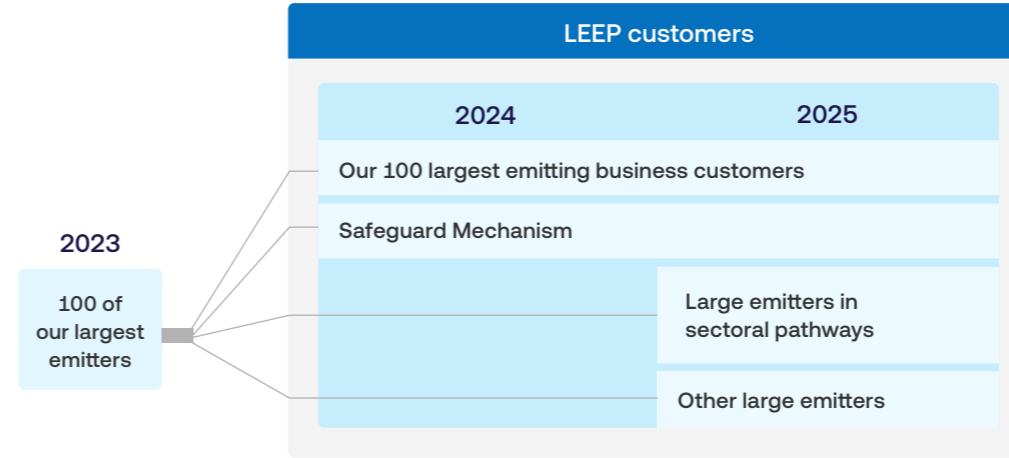 LEEP customers
2024
2025
Our 100 largest emitting business customers
Safeguard Mechanism
2023
100 of
our largest
emitters
Large emitters in
sectoral pathways
Other large emitters